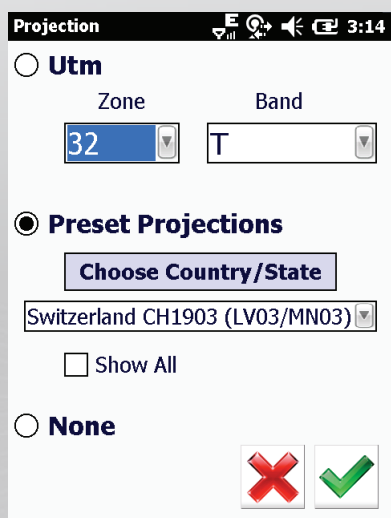 Projection E 3:14
Utm
Zone Band
32 T
Preset Projections
Choose Country/State
Switzerland CH1903 (LV03/MN03)
Show All
None